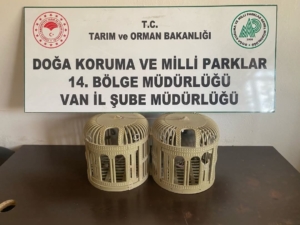 T.C.
TARIM ve ORMAN BAKANLIĞI
DOĞA KORUMA VE MİLLİ PARKLAR
14. BÖLGE MÜDÜRLÜĞÜ
VAN İL ŞUBE MÜDÜRLÜĞÜ